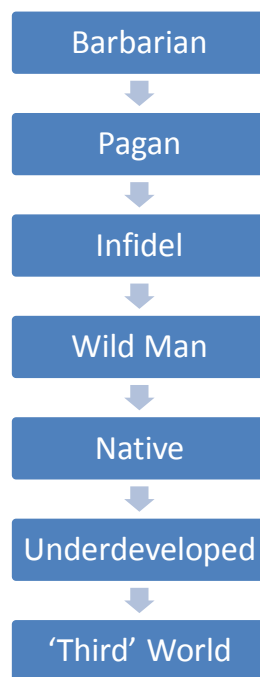 Barbarian
Pagan
Infidel
Wild Man
Native
Underdeveloped
‘Third’ World